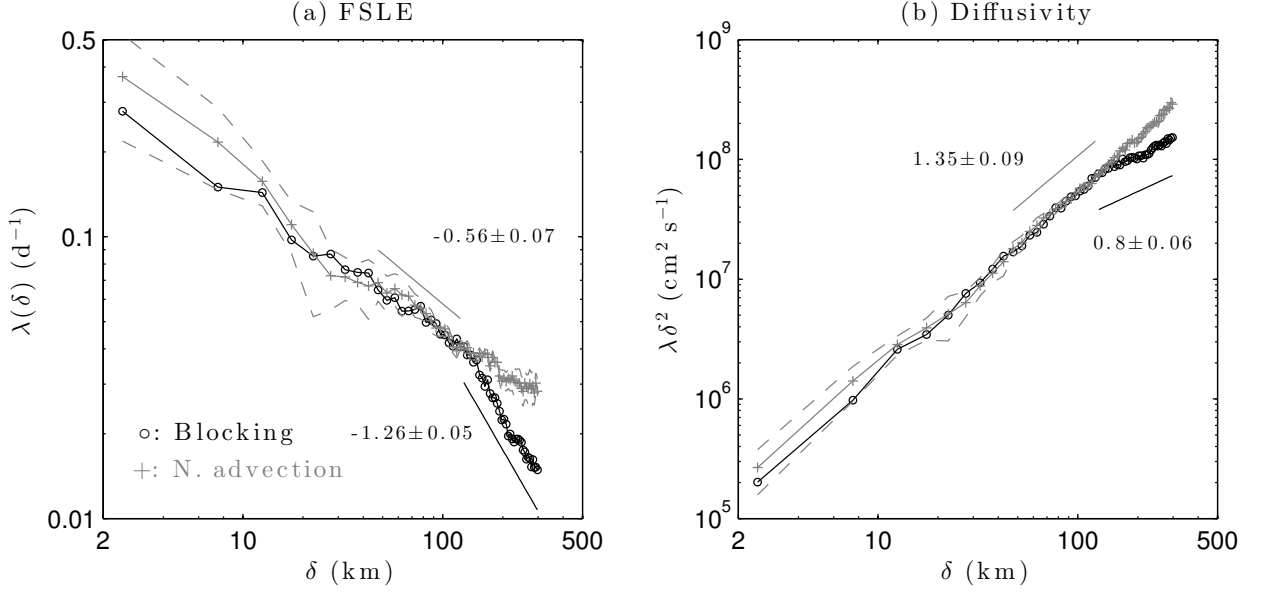 (a) FSLE
0.5
0.1
0.01
λ(δ) (d⁻¹)
-0.56±0.07
-1.26±0.05
o: Blocking
+: N. advection
2 10 100 500
δ (km)
(b) Diffusivity
10⁹
10⁸
10⁷
10⁶
10⁵
λδ² (cm² s⁻¹)
1.35±0.09
0.8±0.06
2 10 100 500
δ (km)